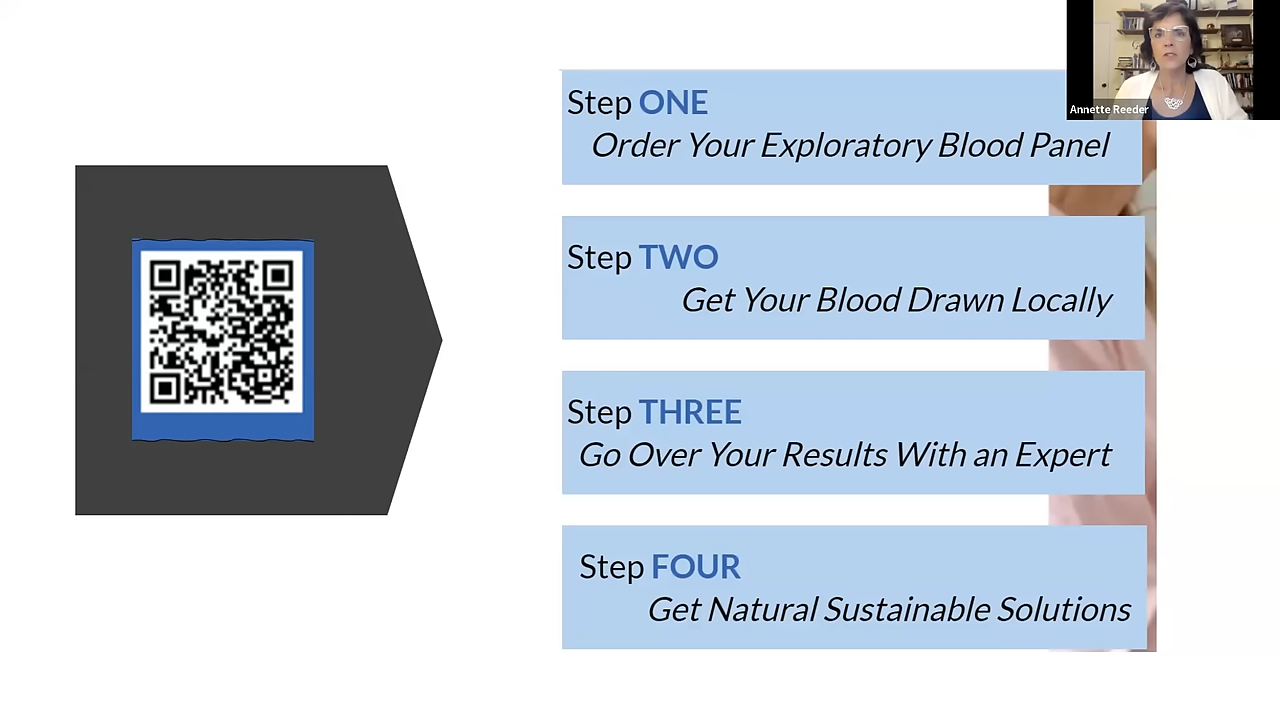 Step ONE
Order Your Exploratory Blood Panel
Step TWO
Get Your Blood Drawn Locally
Step THREE
Go Over Your Results With an Expert
Step FOUR
Get Natural Sustainable Solutions
Annette Reeder